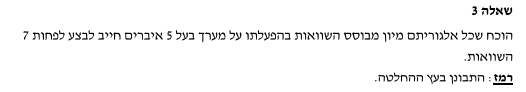 שאלה 3
הוכח שכל אלגוריתם מיון מבוסס השוואות בהפעלתו על מערך בעל 5 איברים חייב לבצע לפחות 7
השוואות.
רמז: התבונן בעץ ההחלטה.